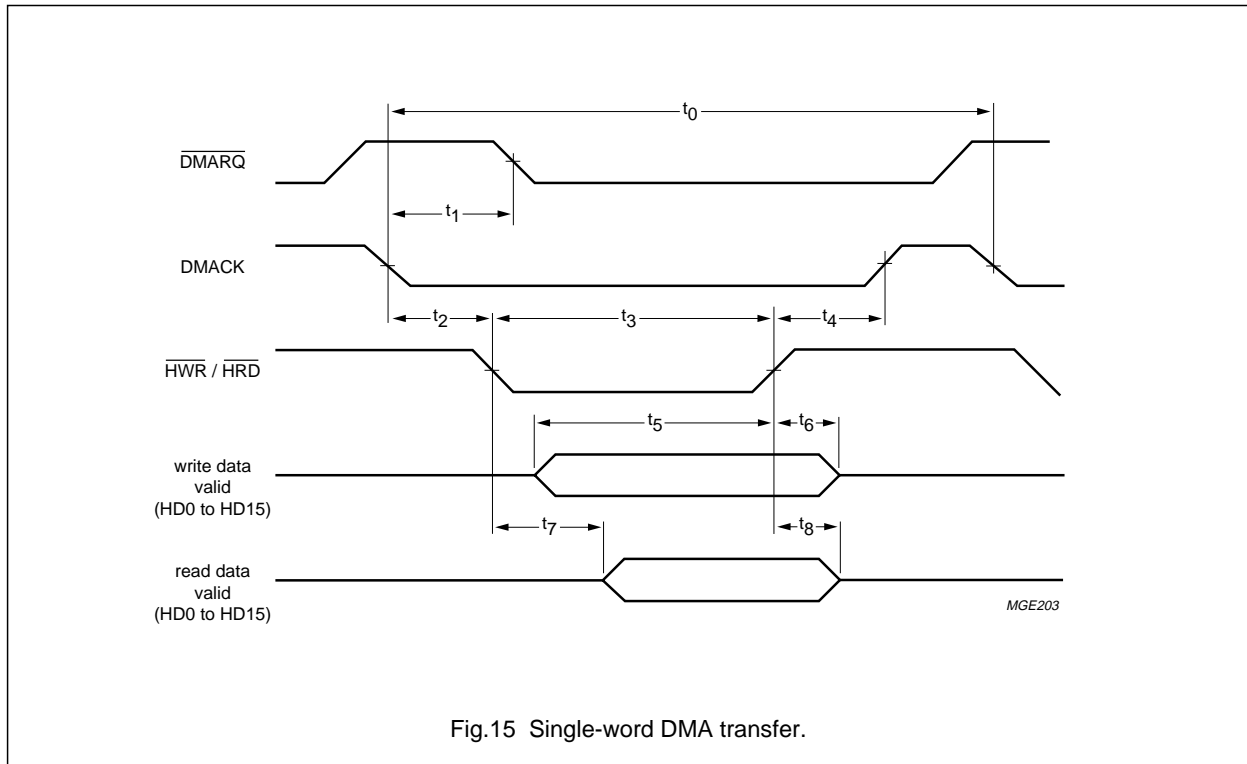 t0
DMARQ
t1
DMACK
t2
t3
t4
HWR / HRD
t5
t6
write data
valid
(HD0 to HD15)
t7
t8
read data
valid
(HD0 to HD15)
MGE203
Fig.15 Single-word DMA transfer.